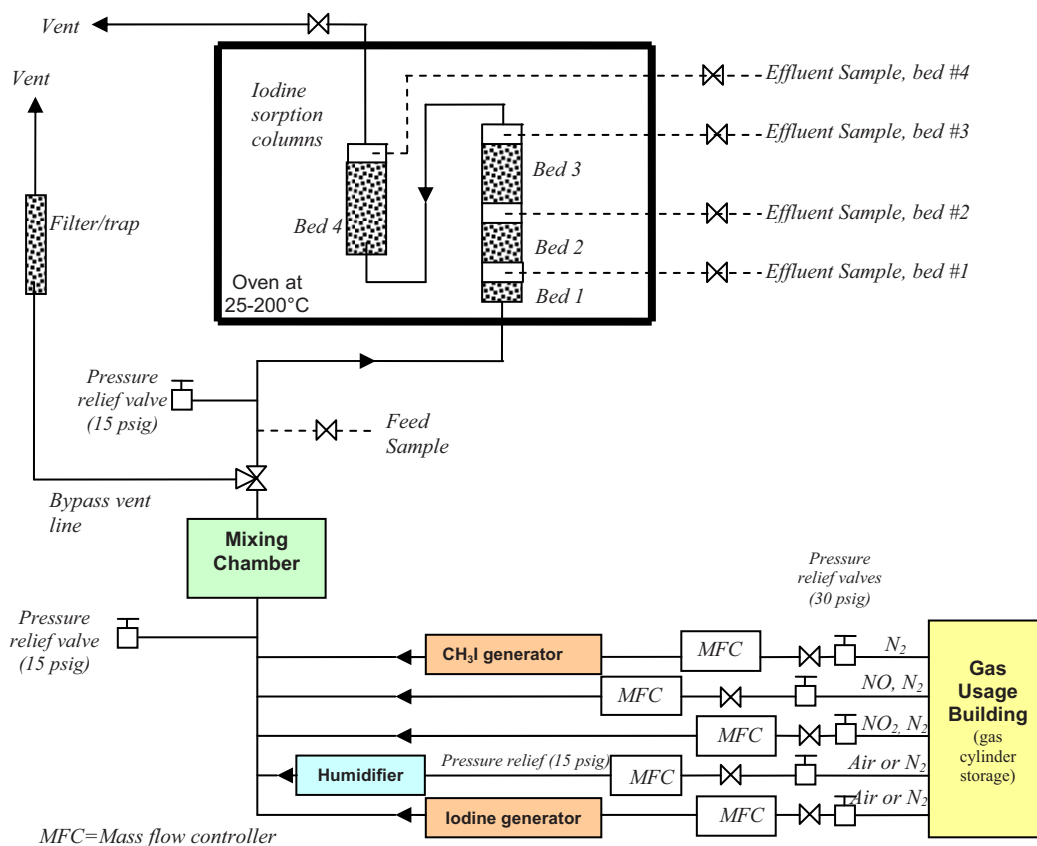 Vent
Vent
Iodine
sorption
columns
Effluent Sample, bed #4
Effluent Sample, bed #3
Bed 3
Filter/trap
Bed 4
Effluent Sample, bed #2
Bed 2
Effluent Sample, bed #1
Oven at
25-200°C
Bed 1
Pressure
relief valve
(15 psig)
Feed
Sample
Bypass vent
line
Mixing
Chamber
Pressure
relief valves
(30 psig)
Pressure
relief valve
(15 psig)
CH₃I generator
MFC
N₂
MFC
NO, N₂
MFC
NO₂, N₂
Humidifier
Pressure relief (15 psig)
MFC
Air or N₂
Iodine generator
MFC
Air or N₂
Gas
Usage
Building
(gas
cylinder
storage)
MFC=Mass flow controller